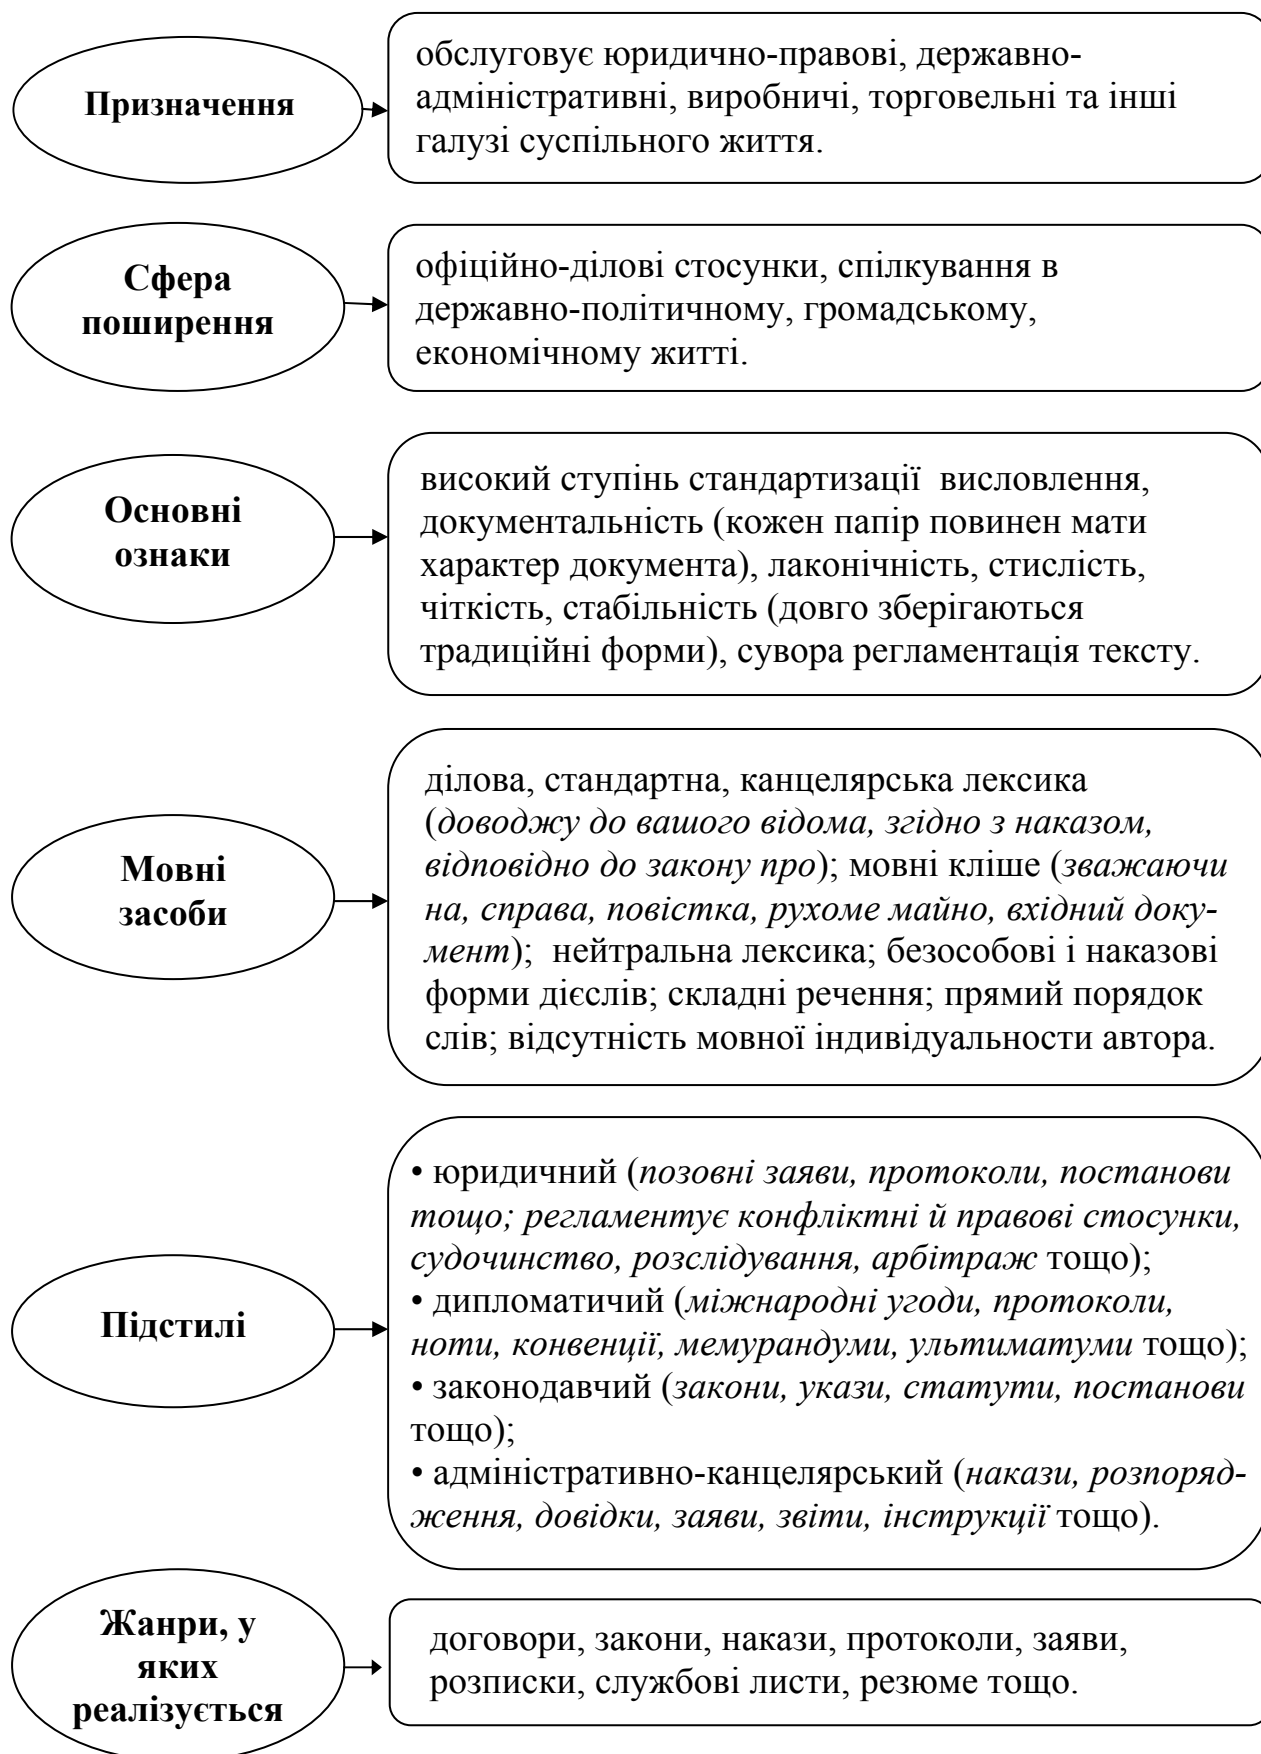 Призначення
обслуговує юридично-правові, державно-
адміністративні, виробничі, торговельні та інші
галузі суспільного життя.
Сфера
поширення
офіційно-ділові стосунки, спілкування в
державно-політичному, громадському,
економічному житті.
Основні
ознаки
високий ступінь стандартизації висловлення,
документальність (кожен папір повинен мати
характер документа), лаконічність, стислість,
чіткість, стабільність (довго зберігаються
традиційні форми), сувора регламентація тексту.
Мовні
засоби
ділова, стандартна, канцелярська лексика
(доводжу до вашого відома, згідно з наказом,
відповідно до закону про); мовні кліше (зважаючи
на, справа, повістка, рухоме майно, вхідний доку-
мент); нейтральна лексика; безособові і наказові
форми дієслів; складні речення; прямий порядок
слів; відсутність мовної індивідуальности автора.
Підстилі
• юридичний (позовні заяви, протоколи, постанови
тощо; регламентує конфліктні й правові стосунки,
судочинство, розслідування, арбітраж тощо);
• дипломатичий (міжнародні угоди, протоколи,
ноти, конвенції, мемурандуми, ультиматуми тощо);
• законодавчий (закони, укази, статути, постанови
тощо);
• адміністративно-канцелярський (накази, розпоряд-
ження, довідки, заяви, звіти, інструкції тощо).
Жанри, у
яких
реалізується
договори, закони, накази, протоколи, заяви,
розписки, службові листи, резюме тощо.